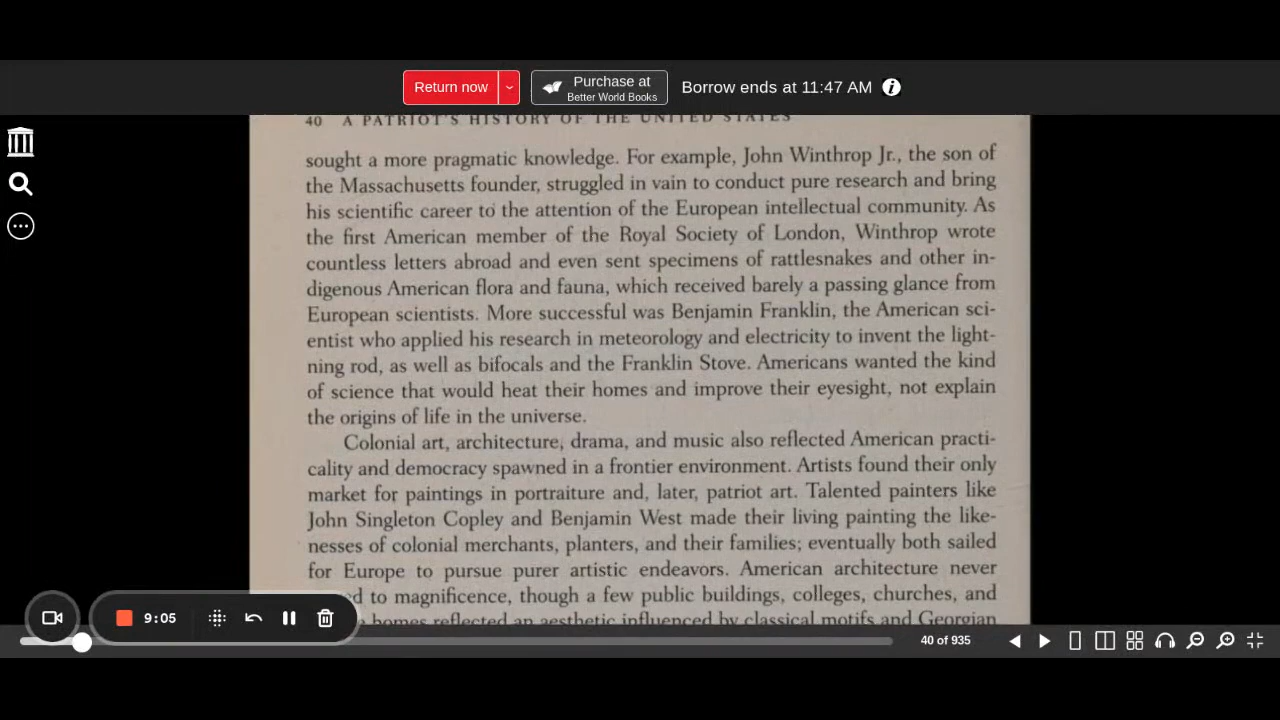 Return now
Purchase at
Better World Books
Borrow ends at 11:47 AM
40 A PATRIOT'S HISTORY OF THE UNITED STATES
sought a more pragmatic knowledge. For example, John Winthrop Jr., the son of
the Massachusetts founder, struggled in vain to conduct pure research and bring
his scientific career to the attention of the European intellectual community. As
the first American member of the Royal Society of London, Winthrop wrote
countless letters abroad and even sent specimens of rattlesnakes and other in-
digenous American flora and fauna, which received barely a passing glance from
European scientists. More successful was Benjamin Franklin, the American sci-
entist who applied his research in meteorology and electricity to invent the light-
ning rod, as well as bifocals and the Franklin Stove. Americans wanted the kind
of science that would heat their homes and improve their eyesight, not explain
the origins of life in the universe.
Colonial art, architecture, drama, and music also reflected American practi-
cality and democracy spawned in a frontier environment. Artists found their only
market for paintings in portraiture and, later, patriot art. Talented painters like
John Singleton Copley and Benjamin West made their living painting the like-
nesses of colonial merchants, planters, and their families; eventually both sailed
for Europe to pursue purer artistic endeavors. American architecture never
to magnificence, though a few public buildings, colleges, churches, and
homes reflected an aesthetic influenced by classical motifs and Georgian
9:05
40 of 935